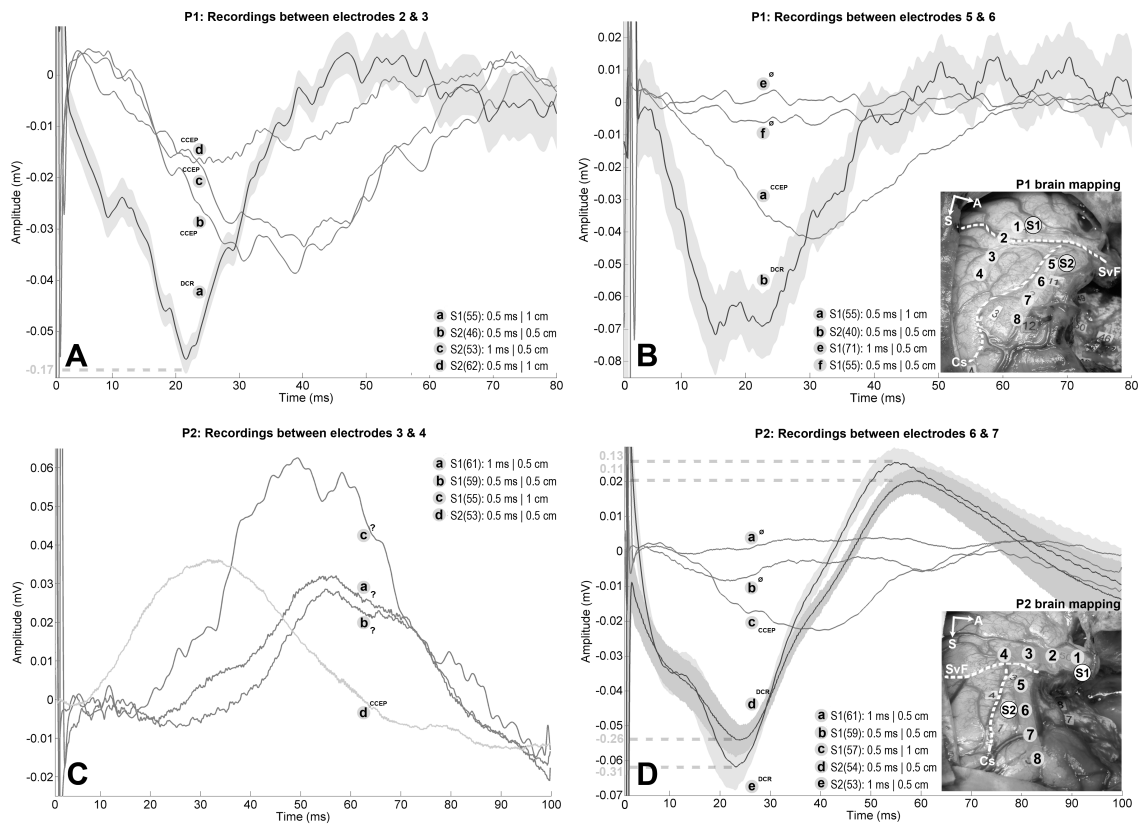 P1: Recordings between electrodes 2 & 3
0
-0.01
-0.02
-0.03
-0.04
-0.05
-0.17
Amplitude (mV)
CCEP
d
CCEP
c
b
CCEP
DCR
a
a S1(55): 0.5 ms | 1 cm
b S2(46): 0.5 ms | 0.5 cm
c S2(53): 1 ms | 0.5 cm
d S2(62): 0.5 ms | 1 cm
A
0 10 20 30 40 50 60 70 80
Time (ms)
P1: Recordings between electrodes 5 & 6
0.02
0.01
0
-0.01
-0.02
-0.03
-0.04
-0.05
-0.06
-0.07
-0.08
Amplitude (mV)
e ø
f ø
a CCEP
b DCR
a S1(55): 0.5 ms | 1 cm
b S2(40): 0.5 ms | 0.5 cm
e S1(71): 1 ms | 0.5 cm
f S1(55): 0.5 ms | 0.5 cm
B
0 10 20 30 40 50 60 70 80
Time (ms)
P1 brain mapping
A
S
1 S1
2
3
4
5 S2
6
7
8
3
12
SvF
Cs
P2: Recordings between electrodes 3 & 4
0.06
0.05
0.04
0.03
0.02
0.01
0
-0.01
-0.02
Amplitude (mV)
a S1(61): 1 ms | 0.5 cm
b S1(59): 0.5 ms | 0.5 cm
c S1(55): 0.5 ms | 1 cm
d S2(53): 0.5 ms | 0.5 cm
c ?
a ?
b ?
d CCEP
C
0 10 20 30 40 50 60 70 80 90 100
Time (ms)
P2: Recordings between electrodes 6 & 7
0.13
0.11
0.02
0.01
0
-0.01
-0.02
-0.03
-0.04
-0.05
-0.26
-0.06
-0.31
-0.07
Amplitude (mV)
a ø
b ø
c CCEP
d DCR
e DCR
a S1(61): 1 ms | 0.5 cm
b S1(59): 0.5 ms | 0.5 cm
c S1(57): 0.5 ms | 1 cm
d S2(54): 0.5 ms | 0.5 cm
e S2(53): 1 ms | 0.5 cm
D
0 10 20 30 40 50 60 70 80 90 100
Time (ms)
P2 brain mapping
A
S
4 3 2 1
S1
SvF
5
S2 6
7
8
Cs